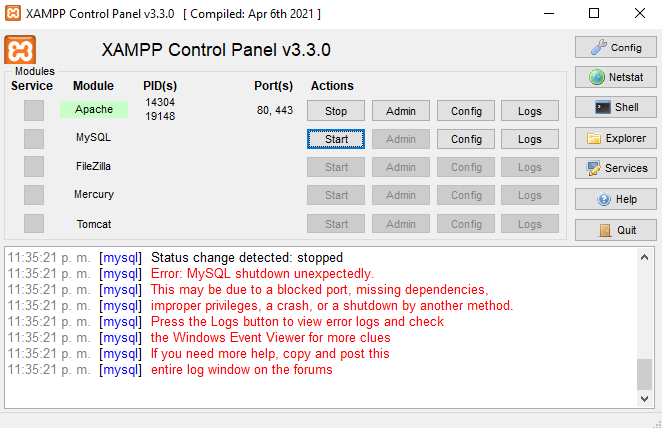 XAMPP Control Panel v3.3.0 [ Compiled: Apr 6th 2021 ]
XAMPP Control Panel v3.3.0
Config
Modules
Service Module PID(s) Port(s) Actions
Netstat
Apache 14304 19148 80, 443 Stop Admin Config Logs
Shell
MySQL Start Admin Config Logs
Explorer
FileZilla Start Admin Config Logs
Services
Mercury Start Admin Config Logs
Help
Tomcat Start Admin Config Logs
Quit
11:35:21 p. m. [mysql] Status change detected: stopped
11:35:21 p. m. [mysql] Error: MySQL shutdown unexpectedly.
11:35:21 p. m. [mysql] This may be due to a blocked port, missing dependencies,
11:35:21 p. m. [mysql] improper privileges, a crash, or a shutdown by another method.
11:35:21 p. m. [mysql] Press the Logs button to view error logs and check
11:35:21 p. m. [mysql] the Windows Event Viewer for more clues
11:35:21 p. m. [mysql] If you need more help, copy and post this
11:35:21 p. m. [mysql] entire log window on the forums